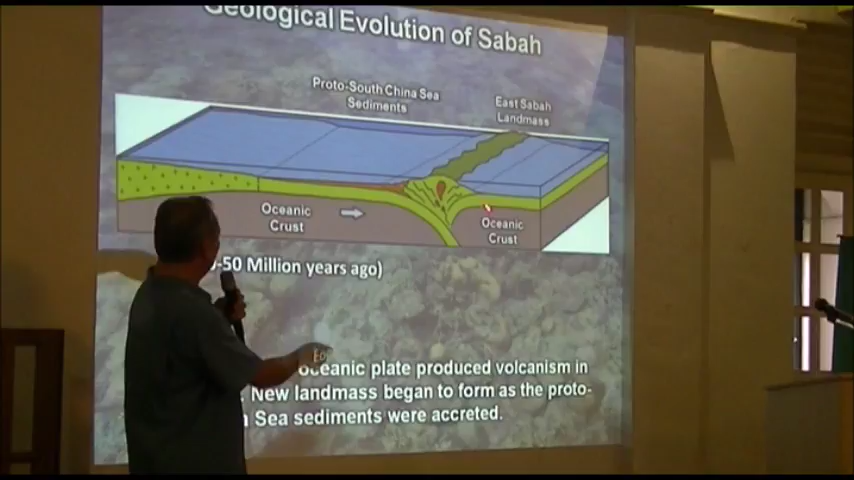 Geological Evolution of Sabah
Proto-South China Sea
Sediments
East Sabah
Landmass
Oceanic
Crust
Oceanic
Crust
-50 Million years ago)
oceanic plate produced volcanism in
. New landmass began to form as the proto-
Sea sediments were accreted.